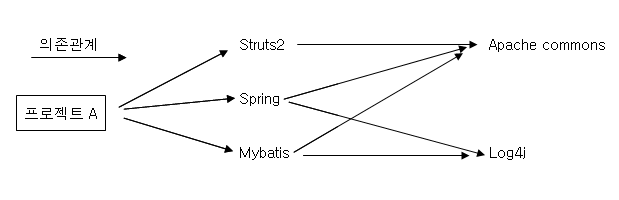 의존관계
Struts2
Apache commons
프로젝트 A
Spring
Mybatis
Log4j